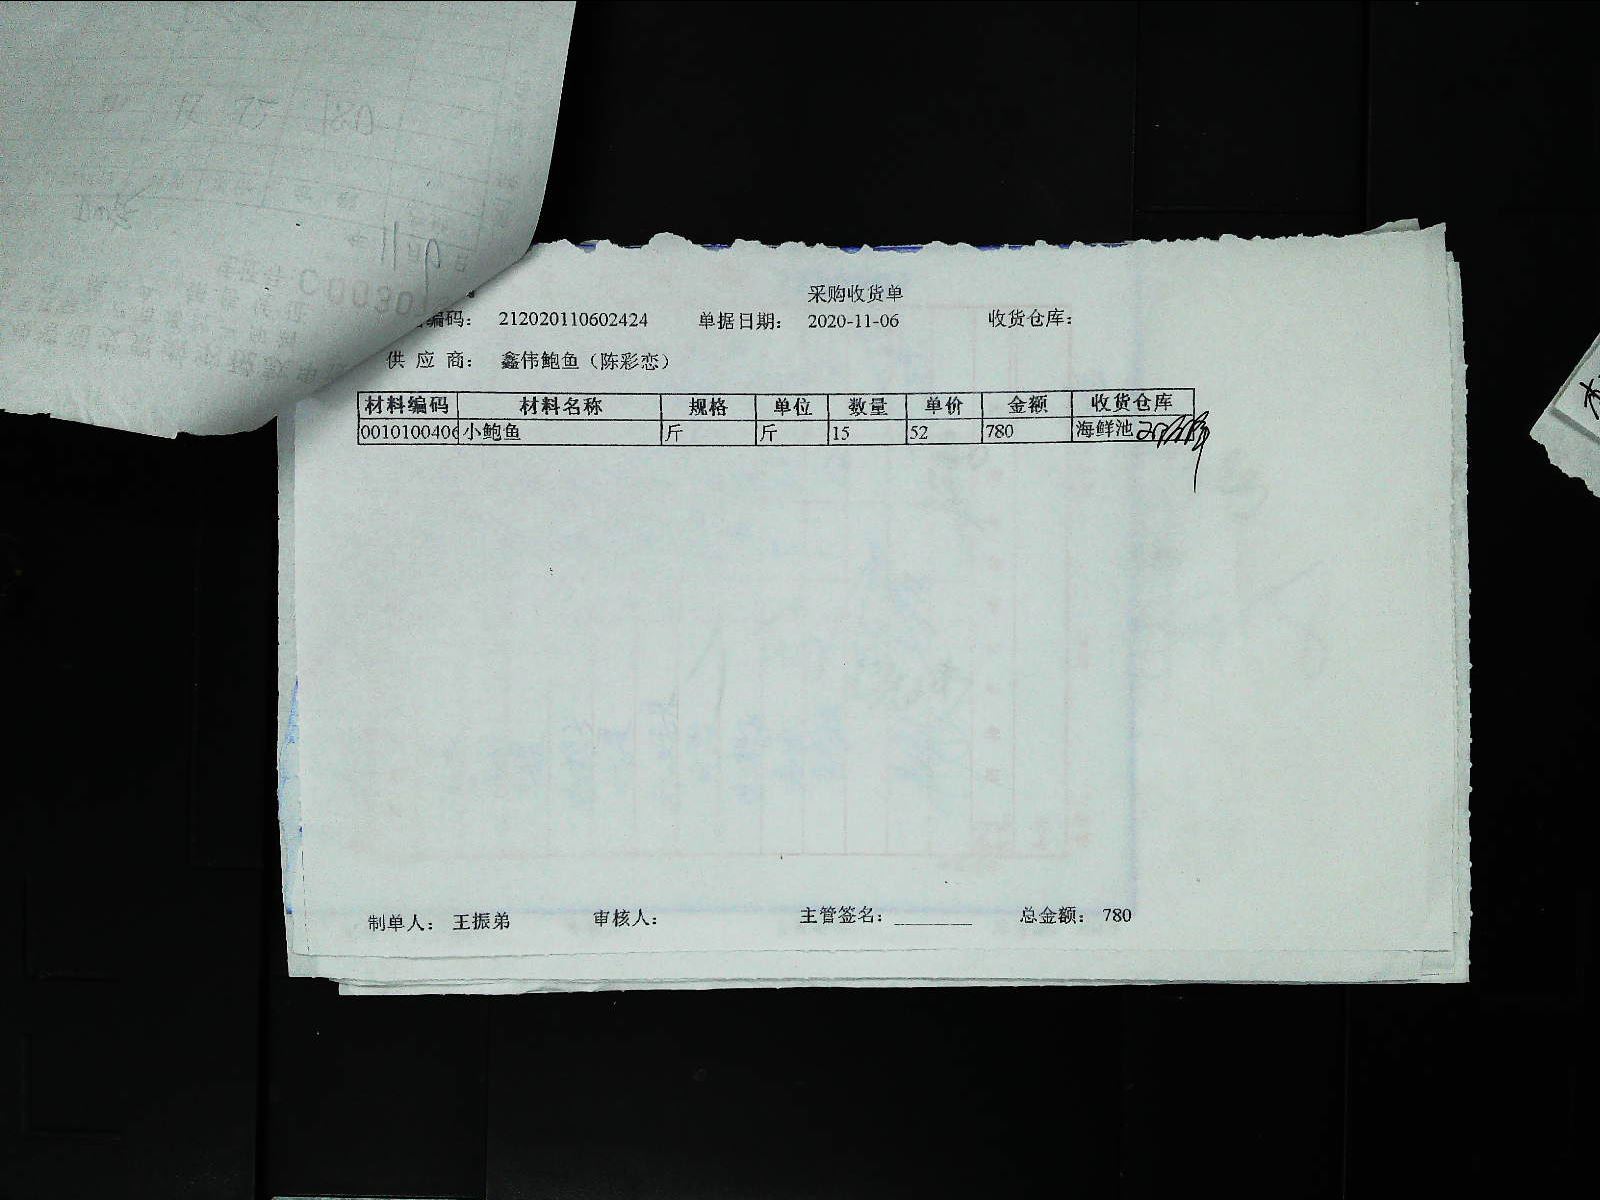 采购收货单
编码： 212020110602424 单据日期： 2020-11-06 收货仓库：
供 应 商： 鑫伟鲍鱼（陈彩恋）
材料编码 材料名称 规格 单位 数量 单价 金额 收货仓库
0010100406 小鲍鱼 斤 斤 15 52 780 海鲜池
制单人： 王振弟 审核人： 主管签名： ________ 总金额： 780